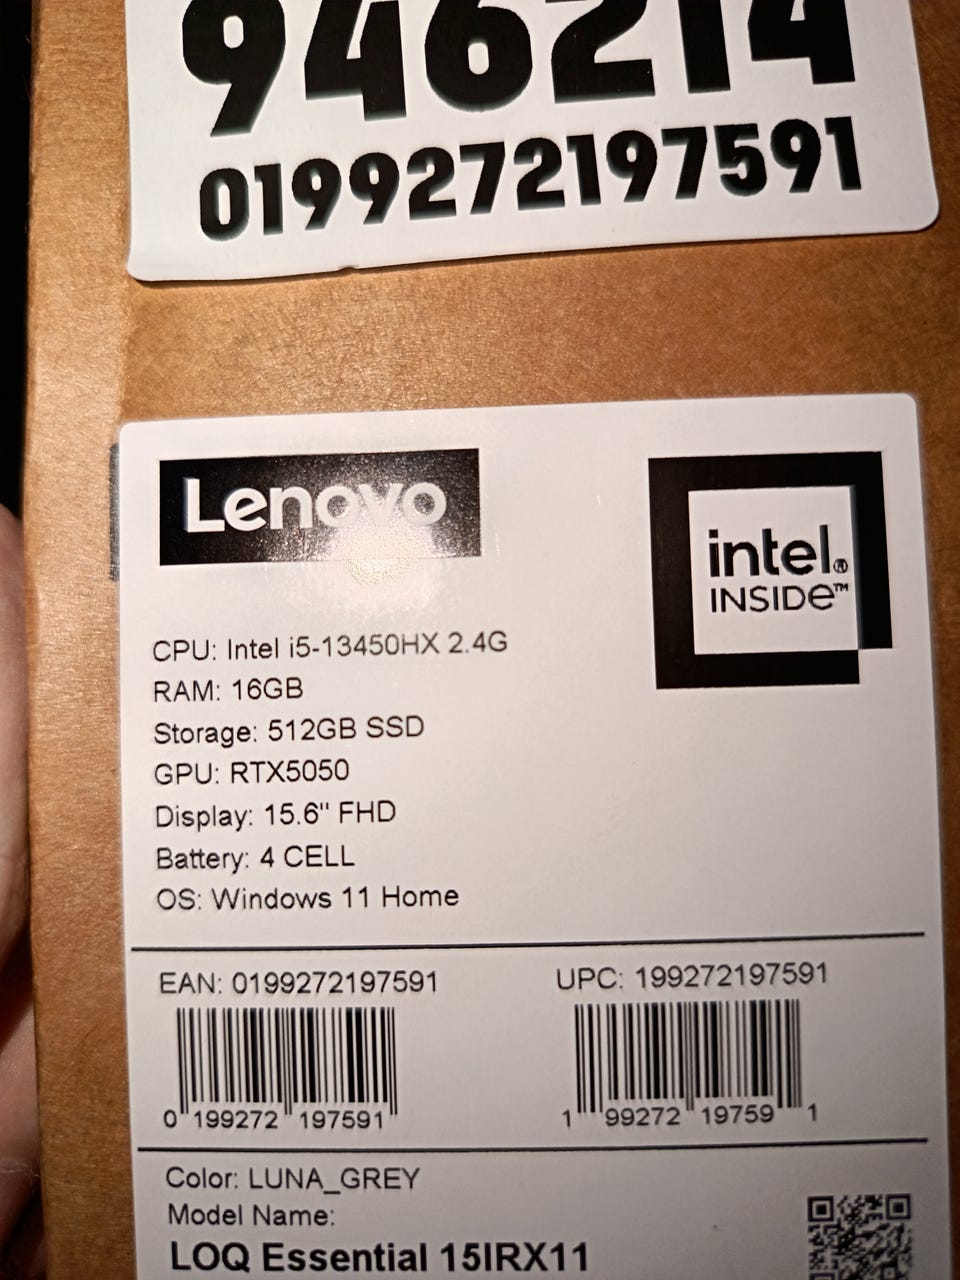 946214
0199272197591
Lenovo
intel®
INSIDe™
CPU: Intel i5-13450HX 2.4G
RAM: 16GB
Storage: 512GB SSD
GPU: RTX5050
Display: 15.6" FHD
Battery: 4 CELL
OS: Windows 11 Home
EAN: 0199272197591
UPC: 199272197591
0 199272 197591
1 99272 19759 1
Color: LUNA_GREY
Model Name:
LOQ Essential 15IRX11